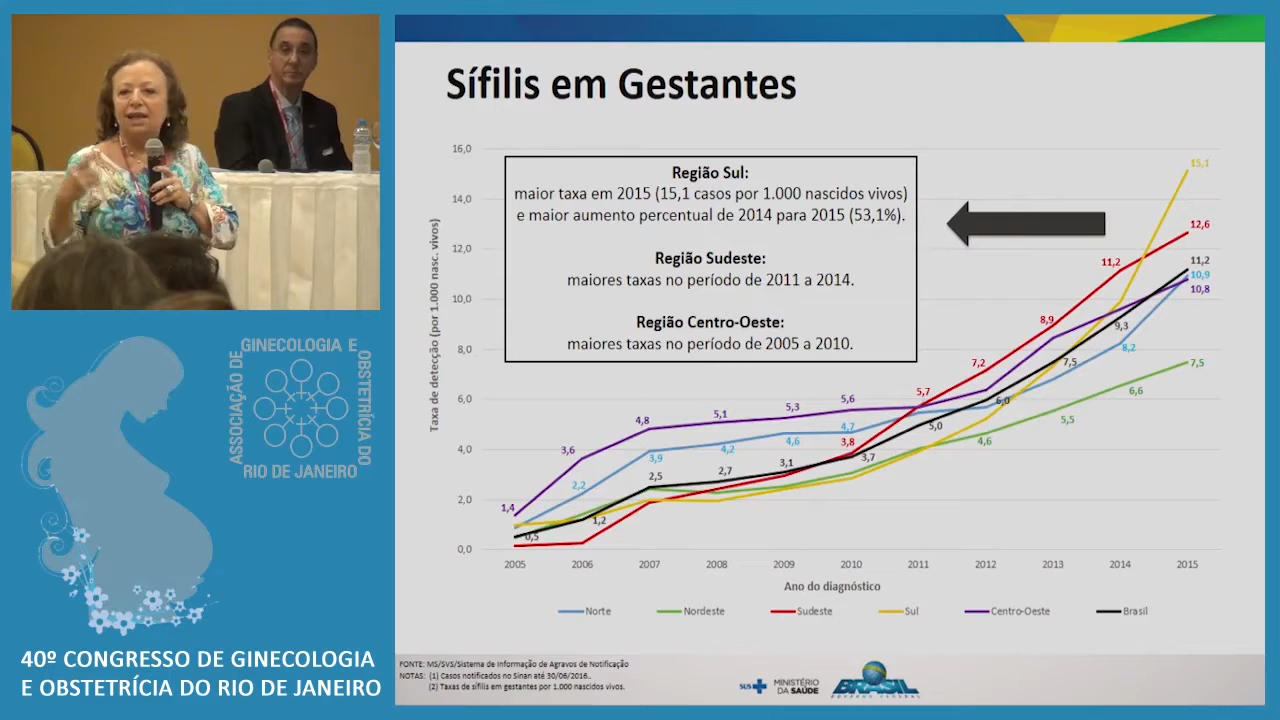 Sífilis em Gestantes
Taxa de detecção (por 1.000 nasc. vivos)
16,0
14,0
12,0
10,0
8,0
6,0
4,0
2,0
0,0
Região Sul:
maior taxa em 2015 (15,1 casos por 1.000 nascidos vivos)
e maior aumento percentual de 2014 para 2015 (53,1%).
Região Sudeste:
maiores taxas no período de 2011 a 2014.
Região Centro-Oeste:
maiores taxas no período de 2005 a 2010.
15,1
12,6
11,2
10,9
10,8
11,2
8,9
9,3
8,2
7,5
7,5
7,2
6,6
6,0
5,7
5,5
5,0
4,6
1,4
3,6
4,8
5,1
5,3
5,6
2,2
3,9
4,2
4,6
4,7
3,8
3,7
0,5
1,2
2,5
2,7
3,1
2005 2006 2007 2008 2009 2010 2011 2012 2013 2014 2015
Ano do diagnóstico
Norte Nordeste Sudeste Sul Centro-Oeste Brasil
FONTE: MS/SVS/Sistema de Informação de Agravos de Notificação
NOTAS: (1) Casos notificados no Sinan até 30/06/2016..
(2) Taxas de sífilis em gestantes por 1.000 nascidos vivos.
SUS
MINISTÉRIO
DA SAÚDE
BRASIL
GOVERNO FEDERAL
ASSOCIAÇÃO DE
GINECOLOGIA E
OBSTETRÍCIA DO
RIO DE JANEIRO
40º CONGRESSO DE GINECOLOGIA
E OBSTETRÍCIA DO RIO DE JANEIRO